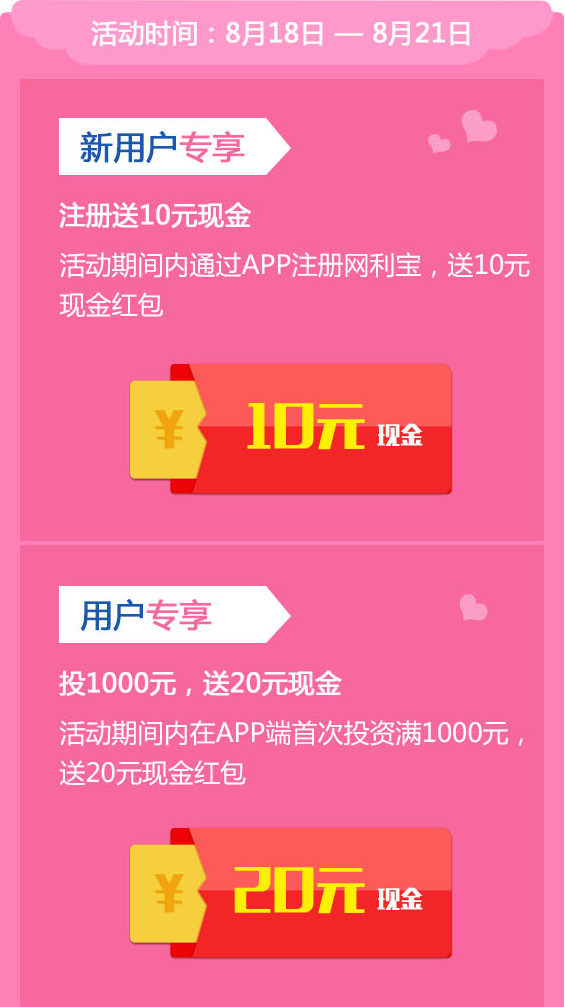 活动时间：8月18日 — 8月21日
新用户专享
注册送10元现金
活动期间内通过APP注册网利宝，送10元
现金红包
¥ 10元 现金
用户专享
投1000元，送20元现金
活动期间内在APP端首次投资满1000元，
送20元现金红包
¥ 20元 现金